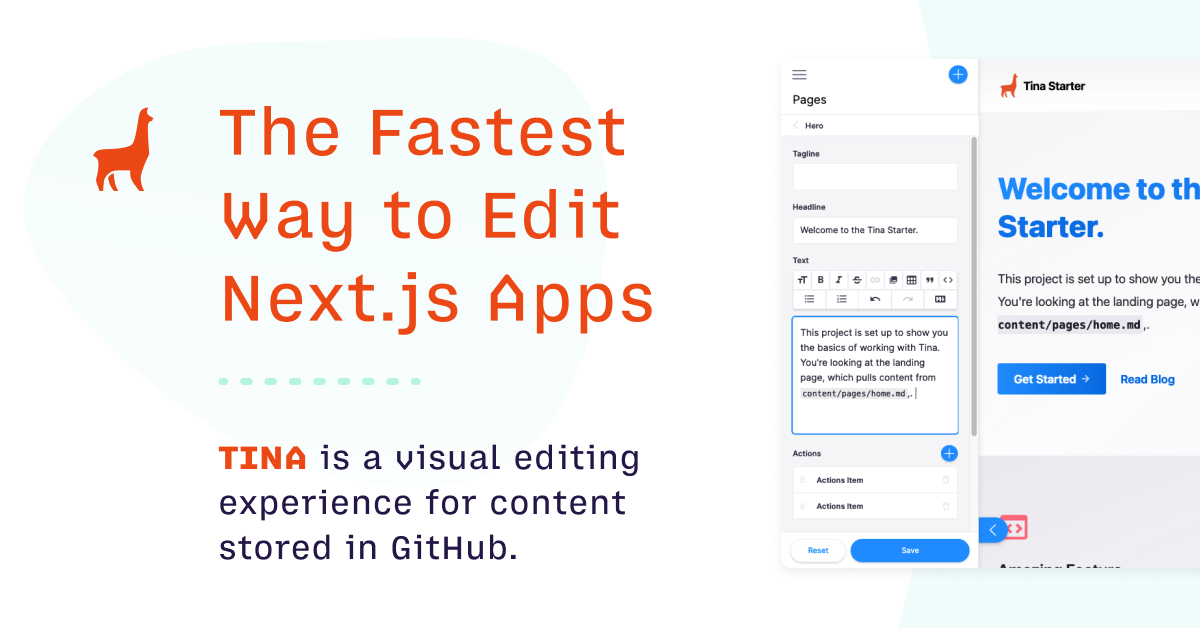 The Fastest
Way to Edit
Next.js Apps
TINA is a visual editing
experience for content
stored in GitHub.
Pages
Hero
Tagline
Headline
Welcome to the Tina Starter.
Text
This project is set up to show you
the basics of working with Tina.
You're looking at the landing
page, which pulls content from
content/pages/home.md,.
Actions
Actions Item
Actions Item
Reset
Save
Tina Starter
Welcome to th
Starter.
This project is set up to show you the
You're looking at the landing page, w
content/pages/home.md,.
Get Started →
Read Blog
Amazing Feature